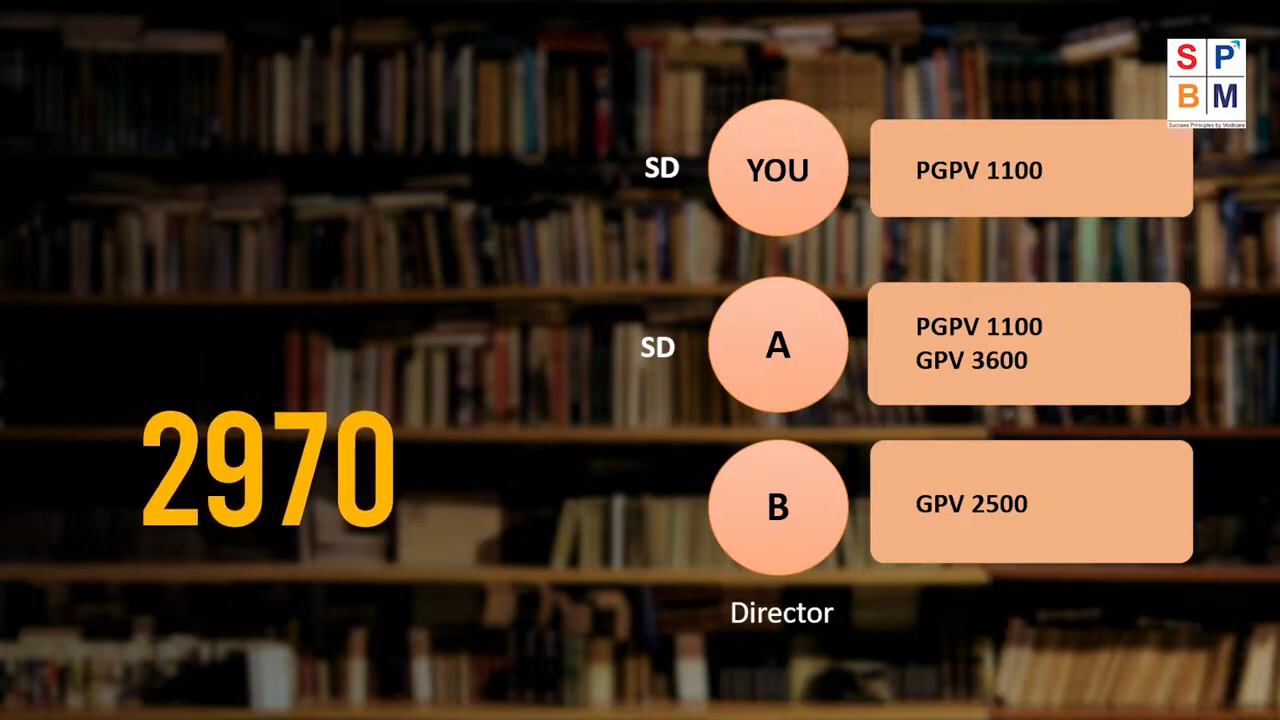 S P
B M
Success Principles by Modicare
SD
YOU
PGPV 1100
SD
A
PGPV 1100
GPV 3600
2970
B
GPV 2500
Director